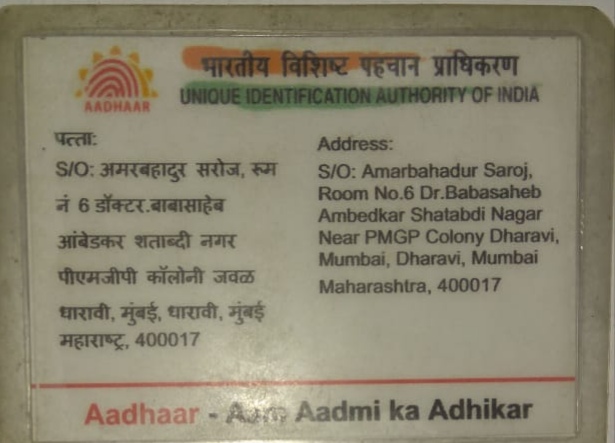 भारतीय विशिष्ट पहचान प्राधिकरण
AADHAAR
UNIQUE IDENTIFICATION AUTHORITY OF INDIA
पत्ता:
S/O: अमरबहादुर सरोज, रूम
नं 6 डॉक्टर.बाबासाहेब
आंबेडकर शताब्दी नगर
पीएमजीपी कॉलोनी जवळ
धारावी, मुंबई, धारावी, मुंबई
महाराष्ट्र, 400017
Address:
S/O: Amarbahadur Saroj,
Room No.6 Dr.Babasaheb
Ambedkar Shatabdi Nagar
Near PMGP Colony Dharavi,
Mumbai, Dharavi, Mumbai
Maharashtra, 400017
Aadhaar - Aam Aadmi ka Adhikar